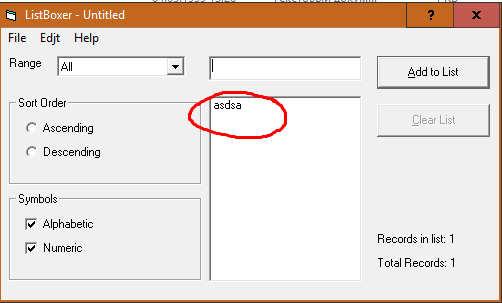 ListBoxer - Untitled
?
File Edjt Help
Range
All
Add to List
Sort Order
asdsa
Ascending
Clear List
Descending
Symbols
Alphabetic
Numeric
Records in list: 1
Total Records: 1